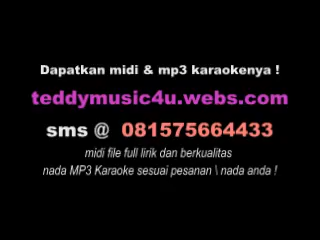 Dapatkan midi & mp3 karaokenya !
teddymusic4u.webs.com
sms @ 081575664433
midi file full lirik dan berkualitas
nada MP3 Karaoke sesuai pesanan \ nada anda !